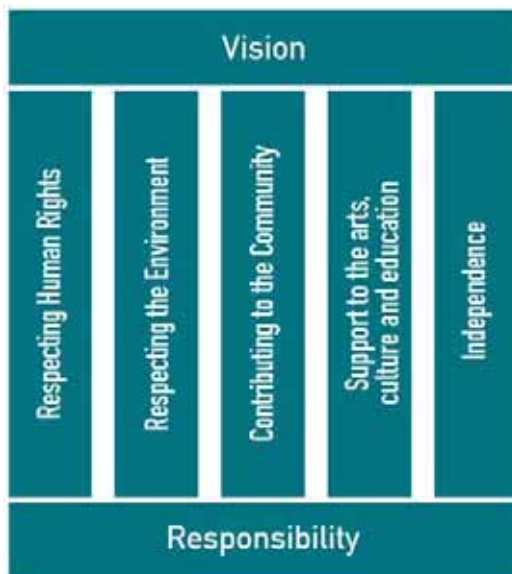 Vision
Respecting Human Rights
Respecting the Environment
Contributing to the Community
Support to the arts,
culture and education
Independence
Responsibility